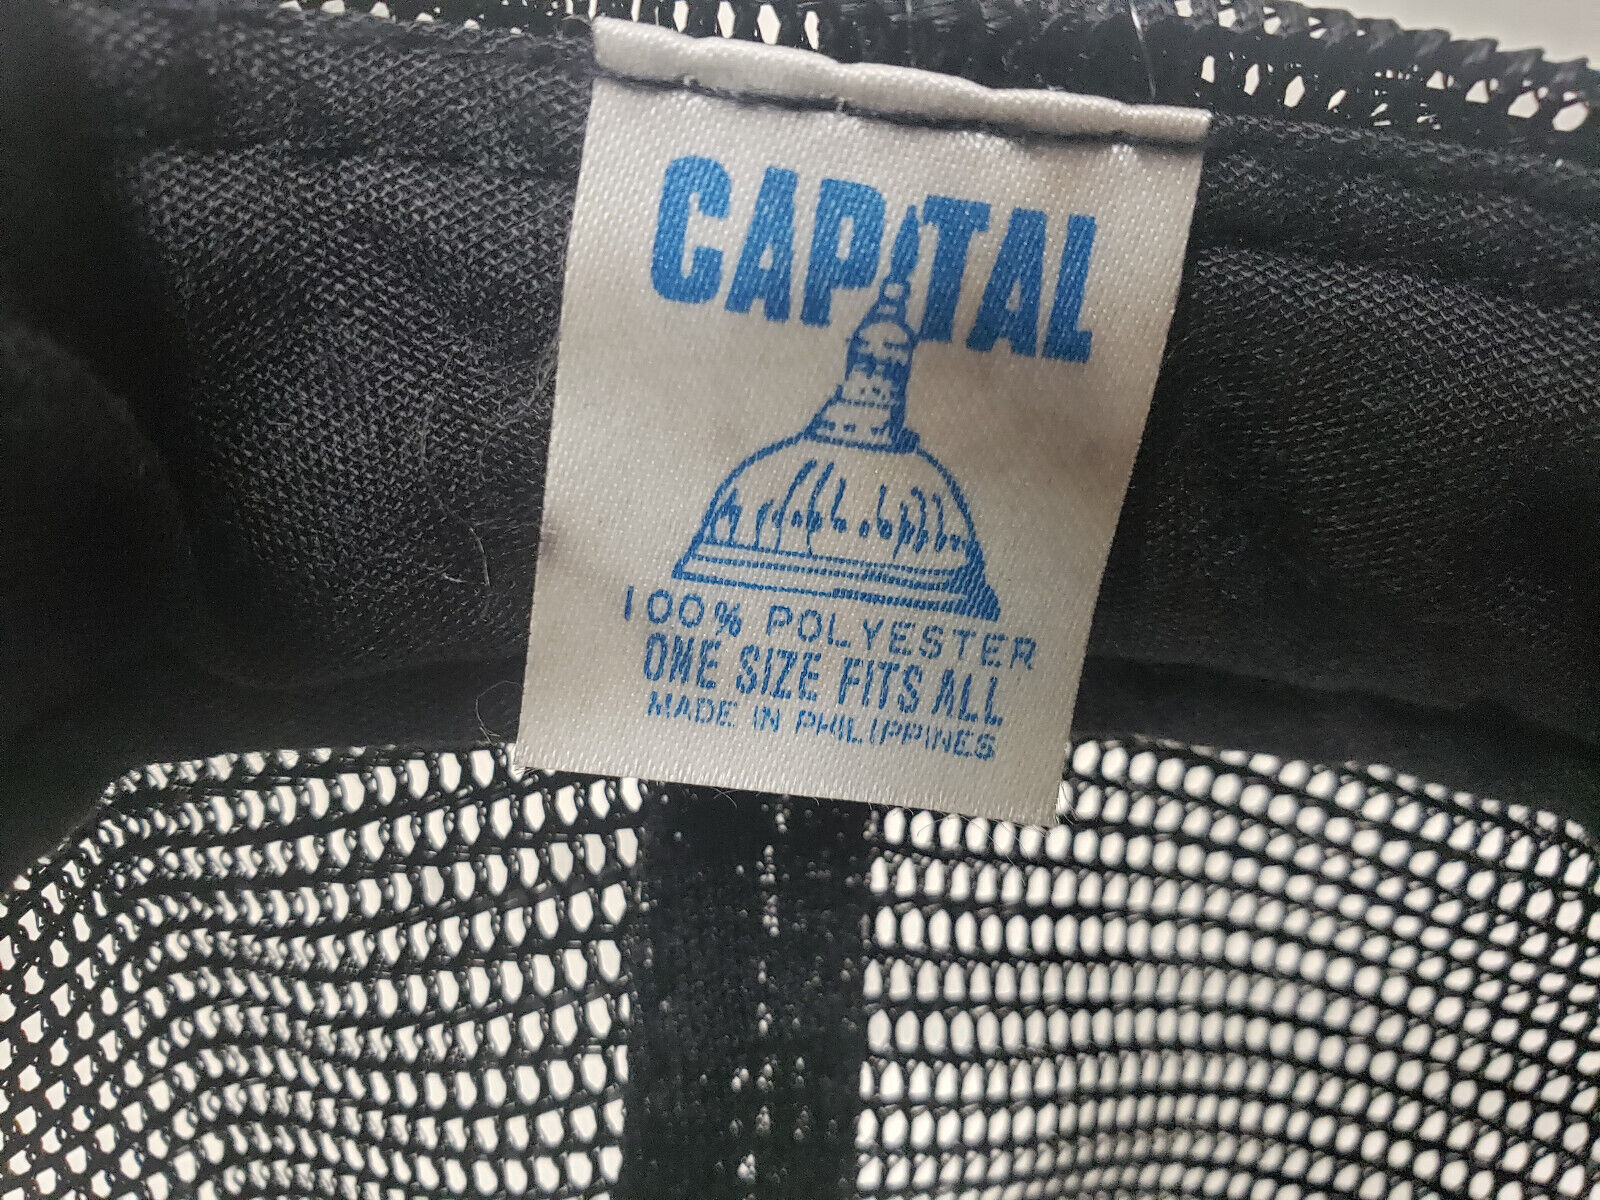 CAPITAL
100% POLYESTER
ONE SIZE FITS ALL
MADE IN PHILIPPINES